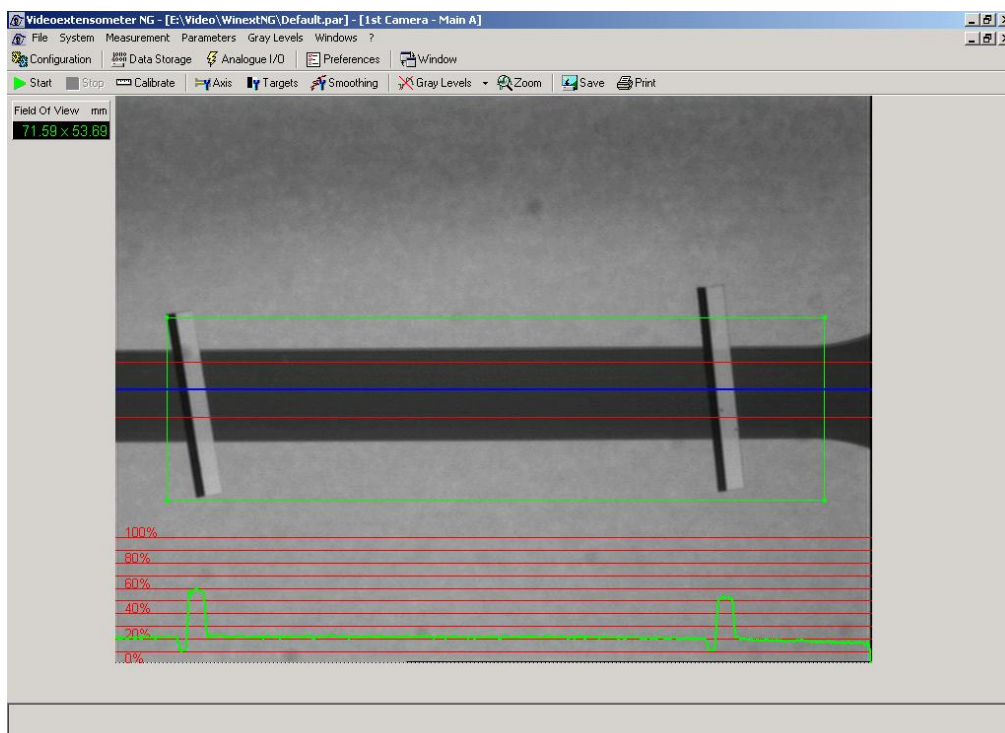 Videoextensometer NG - [E:\Video\WinextNG\Default.par] - [1st Camera - Main A]
File System Measurement Parameters Gray Levels Windows ?
Configuration Data Storage Analogue I/O Preferences Window
Start Stop Calibrate Axis Targets Smoothing Gray Levels Zoom Save Print
Field Of View mm
71.59 × 53.69
100%
80%
60%
40%
20%
0%